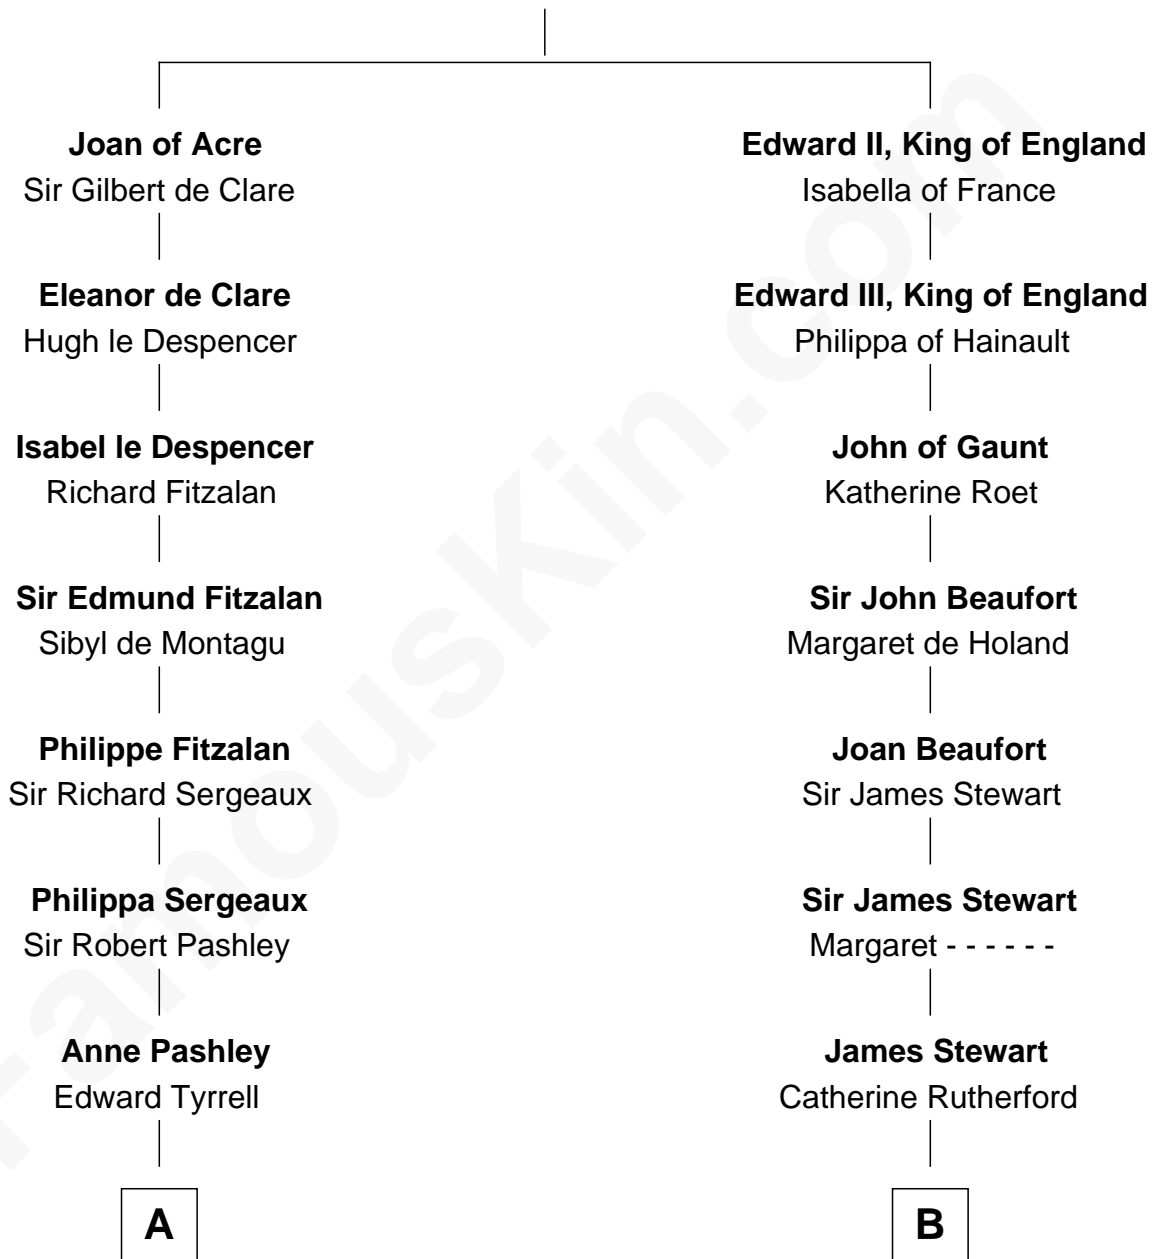 Joan of Acre
Sir Gilbert de Clare
Eleanor de Clare
Hugh le Despencer
Isabel le Despencer
Richard Fitzalan
Sir Edmund Fitzalan
Sibyl de Montagu
Philippe Fitzalan
Sir Richard Sergeaux
Philippa Sergeaux
Sir Robert Pashley
Anne Pashley
Edward Tyrrell
A
Edward II, King of England
Isabella of France
Edward III, King of England
Philippa of Hainault
John of Gaunt
Katherine Roet
Sir John Beaufort
Margaret de Holand
Joan Beaufort
Sir James Stewart
Sir James Stewart
Margaret - - - - - -
James Stewart
Catherine Rutherford
B
FamousKin.com